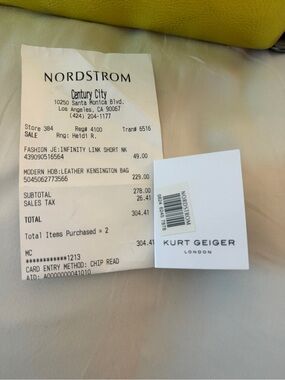 NORDSTROM
Century City
10250 Santa Monica Blvd.
Los Angeles, CA 90067
(424) 204-1177
Store 384 Reg# 4100 Tran# 6516
SALE Rng: Heidi R.
FASHION JE:INFINITY LINK SHORT NK
439090516564 49.00
MODERN HDB:LEATHER KENSINGTON BAG
5045062773566 229.00
SUBTOTAL 278.00
SALES TAX 26.41
TOTAL 304.41
Total Items Purchased = 2
MC 304.41
************1213
CARD ENTRY METHOD: CHIP READ
AID: A0000000041010
NORDSTROM
KURT GEIGER
LONDON